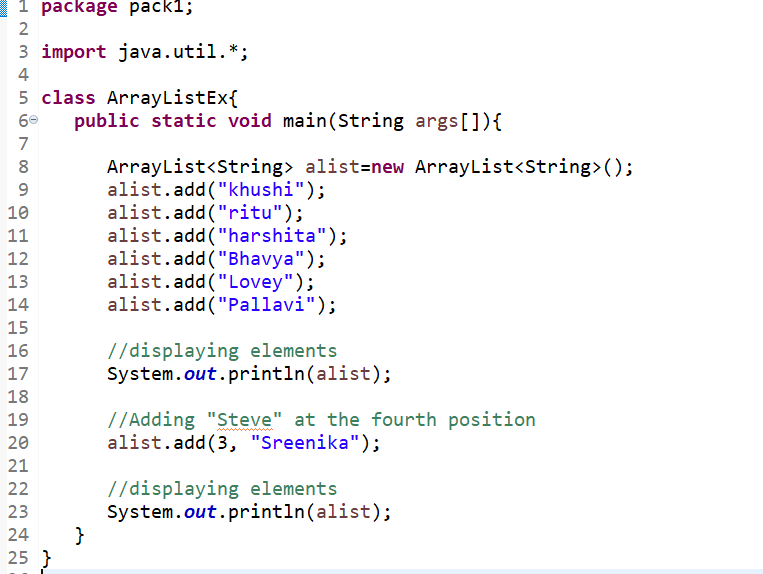 1 package pack1;
2
3 import java.util.*;
4
5 class ArrayListEx{
6 public static void main(String args[]){
7
8 ArrayList<String> alist=new ArrayList<String>();
9 alist.add("khushi");
10 alist.add("ritu");
11 alist.add("harshita");
12 alist.add("Bhavya");
13 alist.add("Lovey");
14 alist.add("Pallavi");
15
16 //displaying elements
17 System.out.println(alist);
18
19 //Adding "Steve" at the fourth position
20 alist.add(3, "Sreenika");
21
22 //displaying elements
23 System.out.println(alist);
24 }
25 }